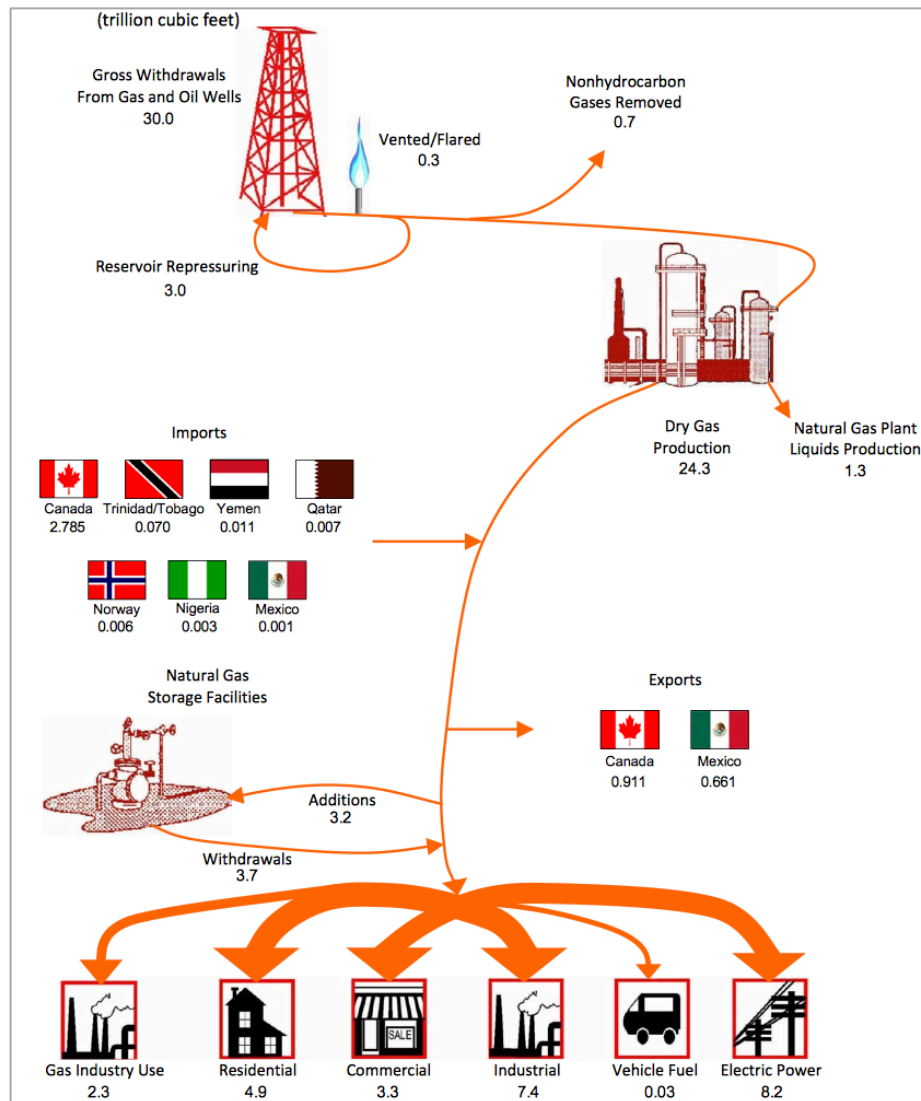 (trillion cubic feet)
Gross Withdrawals
From Gas and Oil Wells
30.0
Vented/Flared
0.3
Nonhydrocarbon
Gases Removed
0.7
Reservoir Repressuring
3.0
Dry Gas
Production
24.3
Natural Gas Plant
Liquids Production
1.3
Imports
Canada
2.785
Trinidad/Tobago
0.070
Yemen
0.011
Qatar
0.007
Norway
0.006
Nigeria
0.003
Mexico
0.001
Natural Gas
Storage Facilities
Exports
Canada
0.911
Mexico
0.661
Additions
3.2
Withdrawals
3.7
SALE
Gas Industry Use
2.3
Residential
4.9
Commercial
3.3
Industrial
7.4
Vehicle Fuel
0.03
Electric Power
8.2